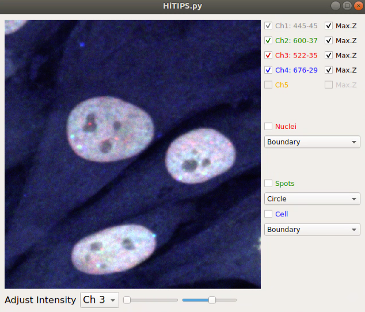 HiTIPS.py
Ch1: 445-45 Max.Z
Ch2: 600-37 Max.Z
Ch3: 522-35 Max.Z
Ch4: 676-29 Max.Z
Ch5 Max.Z
Nuclei
Boundary
Spots
Circle
Cell
Boundary
Adjust Intensity Ch 3